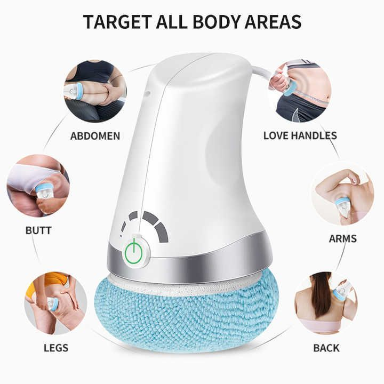 TARGET ALL BODY AREAS
ABDOMEN
LOVE HANDLES
BUTT
ARMS
LEGS
BACK